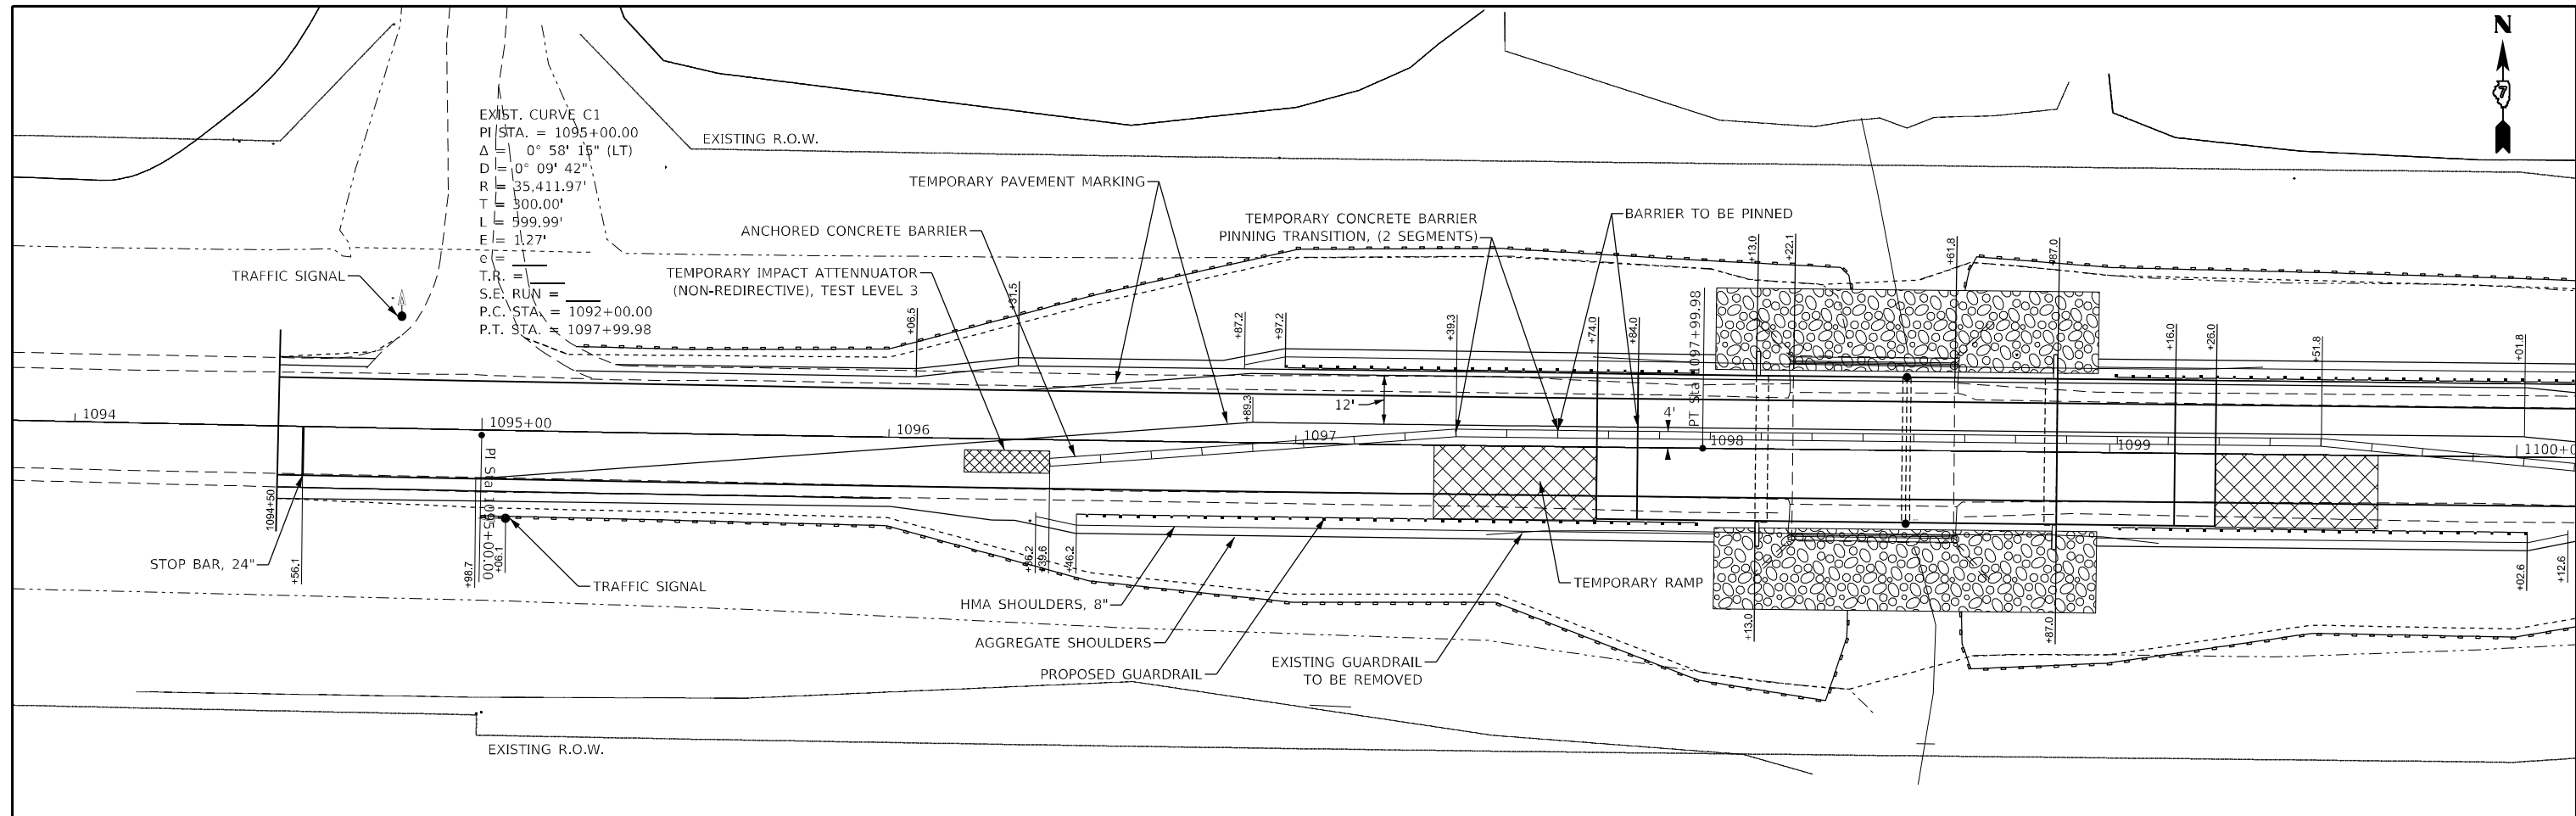 N
7
EXIST. CURVE C1
PI STA. = 1095+00.00
Δ = 0° 58' 15" (LT)
D = 0° 09' 42"
R = 35,411.97'
T = 300.00'
L = 599.99'
E = 1.27'
e =
T.R. =
S.E. RUN =
P.C. STA. = 1092+00.00
P.T. STA. = 1097+99.98
EXISTING R.O.W.
TEMPORARY PAVEMENT MARKING
ANCHORED CONCRETE BARRIER
TEMPORARY IMPACT ATTENNUATOR
(NON-REDIRECTIVE), TEST LEVEL 3
TEMPORARY CONCRETE BARRIER
PINNING TRANSITION, (2 SEGMENTS)
BARRIER TO BE PINNED
TRAFFIC SIGNAL
+06.5
+31.5
+87.2
+97.2
+39.3
+74.0
+84.0
PT Sta 1097+99.98
+13.0
+22.1
+61.8
+87.0
+16.0
+26.0
+51.8
+01.8
12'
4'
+89.3
1094
1095+00
1096
1097
1098
1099
1100+0
1094+50
+56.1
+98.7
PI Sta 1095+00.00
+06.1
+36.2
+39.6
+46.2
+13.0
+87.0
+02.6
+12.6
STOP BAR, 24"
TRAFFIC SIGNAL
HMA SHOULDERS, 8"
AGGREGATE SHOULDERS
PROPOSED GUARDRAIL
EXISTING GUARDRAIL
TO BE REMOVED
TEMPORARY RAMP
EXISTING R.O.W.